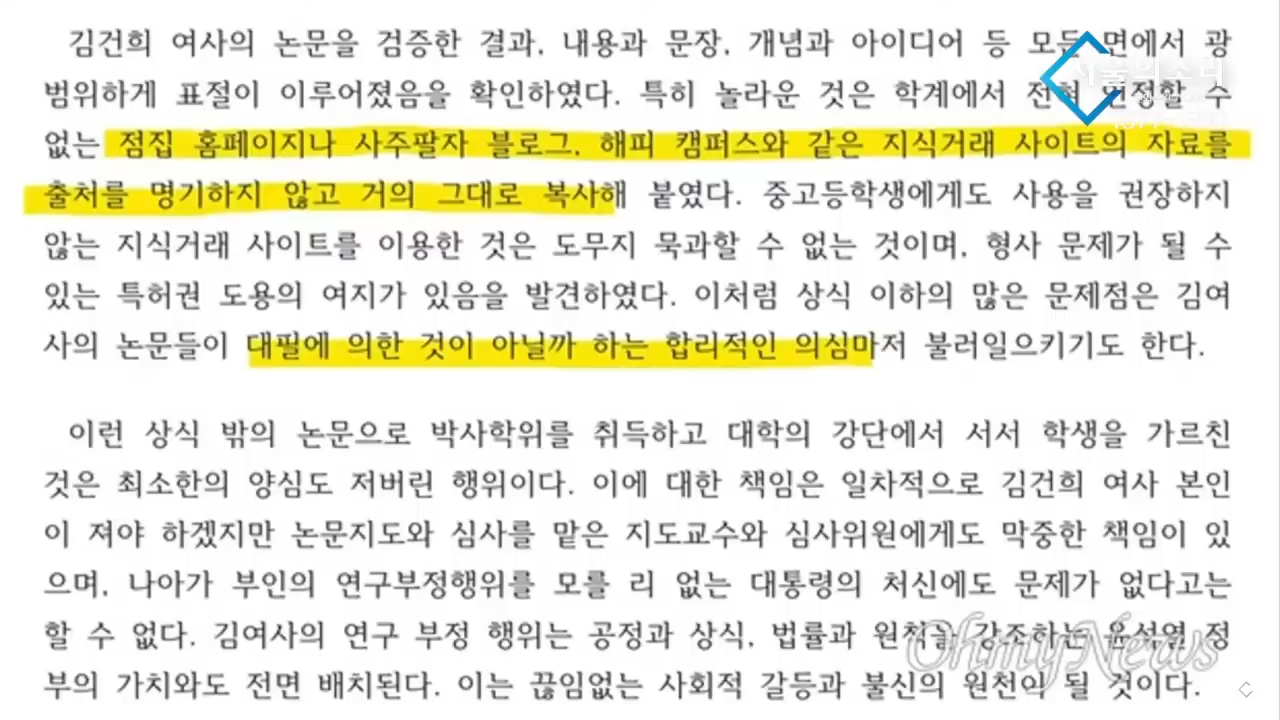 김건희 여사의 논문을 검증한 결과, 내용과 문장, 개념과 아이디어 등 모든 면에서 광
범위하게 표절이 이루어졌음을 확인하였다. 특히 놀라운 것은 학계에서 전혀 인정할 수
없는 점집 홈페이지나 사주팔자 블로그, 해피 캠퍼스와 같은 지식거래 사이트의 자료를
출처를 명기하지 않고 거의 그대로 복사해 붙였다. 중고등학생에게도 사용을 권장하지
않는 지식거래 사이트를 이용한 것은 도무지 묵과할 수 없는 것이며, 형사 문제가 될 수
있는 특허권 도용의 여지가 있음을 발견하였다. 이처럼 상식 이하의 많은 문제점은 김여
사의 논문들이 대필에 의한 것이 아닐까 하는 합리적인 의심마저 불러일으키기도 한다.
이런 상식 밖의 논문으로 박사학위를 취득하고 대학의 강단에서 서서 학생을 가르친
것은 최소한의 양심도 저버린 행위이다. 이에 대한 책임은 일차적으로 김건희 여사 본인
이 져야 하겠지만 논문지도와 심사를 맡은 지도교수와 심사위원에게도 막중한 책임이 있
으며, 나아가 부인의 연구부정행위를 모를 리 없는 대통령의 처신에도 문제가 없다고는
할 수 없다. 김여사의 연구 부정 행위는 공정과 상식, 법률과 원칙을 강조하는 윤석열 정
부의 가치와도 전면 배치된다. 이는 끊임없는 사회적 갈등과 불신의 원천이 될 것이다.
OhmyNews